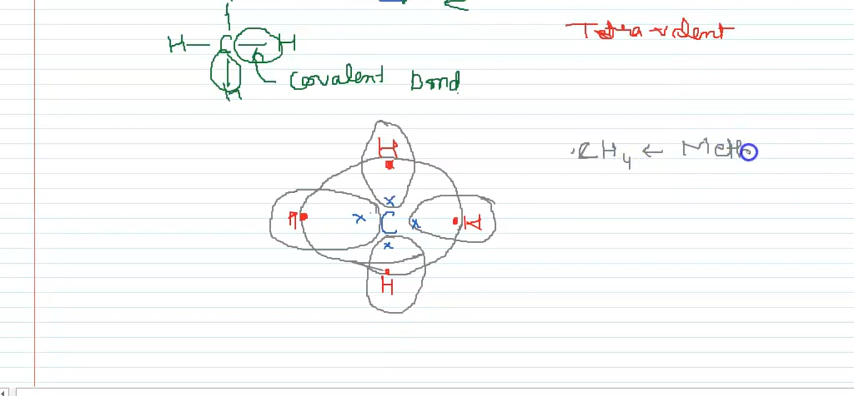 Tetravalent
H — C — H
H
Covalent Bond
H
CH4 ← Meth
H C H
H